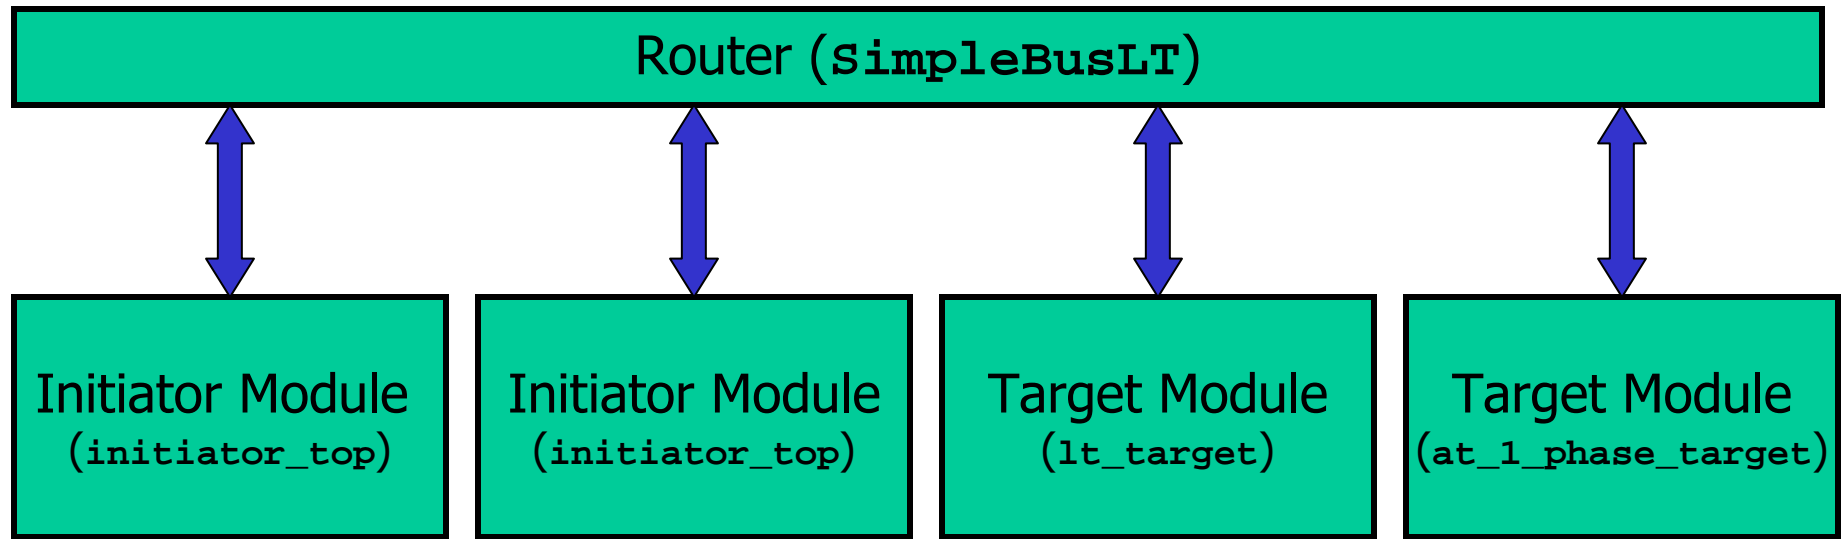 Router (SimpleBusLT)
Initiator Module
(initiator_top)
Initiator Module
(initiator_top)
Target Module
(lt_target)
Target Module
(at_1_phase_target)